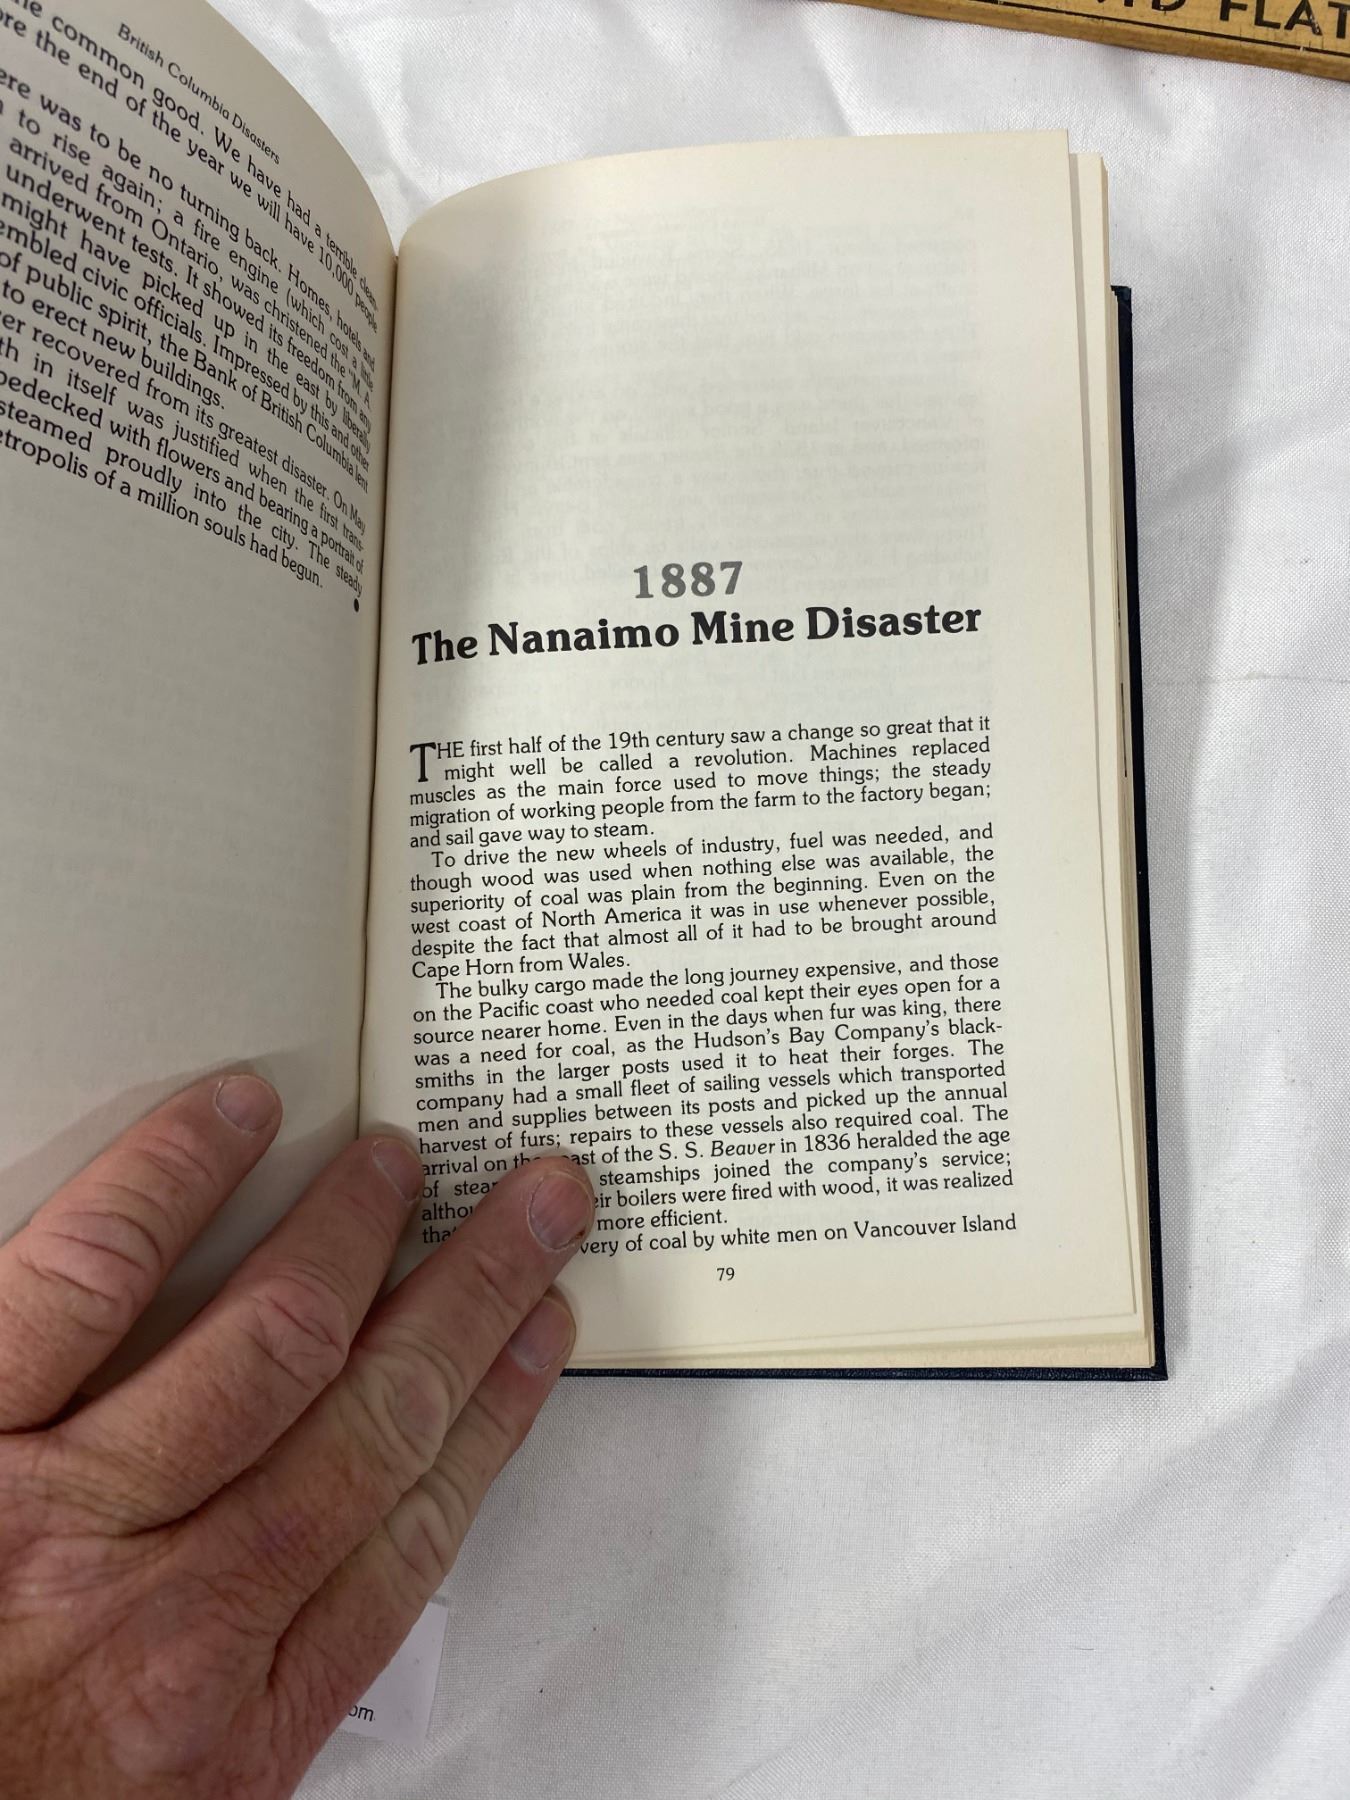 British Columbia Disasters
common good. We have had a terrible clean-
the end of the year we will have 10,000 people
was to be no turning back. Homes, hotels and
to rise again; a fire engine (which cost a little
arrived from Ontario, was christened the "M. A.
underwent tests. It showed its freedom from any
might have picked up in the east by liberally
civic officials. Impressed by this and other
of public spirit, the Bank of British Columbia lent
to erect new buildings.
recovered from its greatest disaster. On May
in itself was justified when the first trans-
bedecked with flowers and bearing a portrait of
steamed proudly into the city. The steady
of a million souls had begun.
FLAT
1887
The Nanaimo Mine Disaster
THE first half of the 19th century saw a change so great that it
might well be called a revolution. Machines replaced
muscles as the main force used to move things; the steady
migration of working people from the farm to the factory began;
and sail gave way to steam.
To drive the new wheels of industry, fuel was needed, and
though wood was used when nothing else was available, the
superiority of coal was plain from the beginning. Even on the
west coast of North America it was in use whenever possible,
despite the fact that almost all of it had to be brought around
Cape Horn from Wales.
The bulky cargo made the long journey expensive, and those
on the Pacific coast who needed coal kept their eyes open for a
source nearer home. Even in the days when fur was king, there
was a need for coal, as the Hudson's Bay Company's black-
smiths in the larger posts used it to heat their forges. The
company had a small fleet of sailing vessels which transported
men and supplies between its posts and picked up the annual
harvest of furs; repairs to these vessels also required coal. The
arrival on of the S. S. Beaver in 1836 heralded the age
of steamships joined the company's service;
boilers were fired with wood, it was realized
more efficient.
of coal by white men on Vancouver Island
79